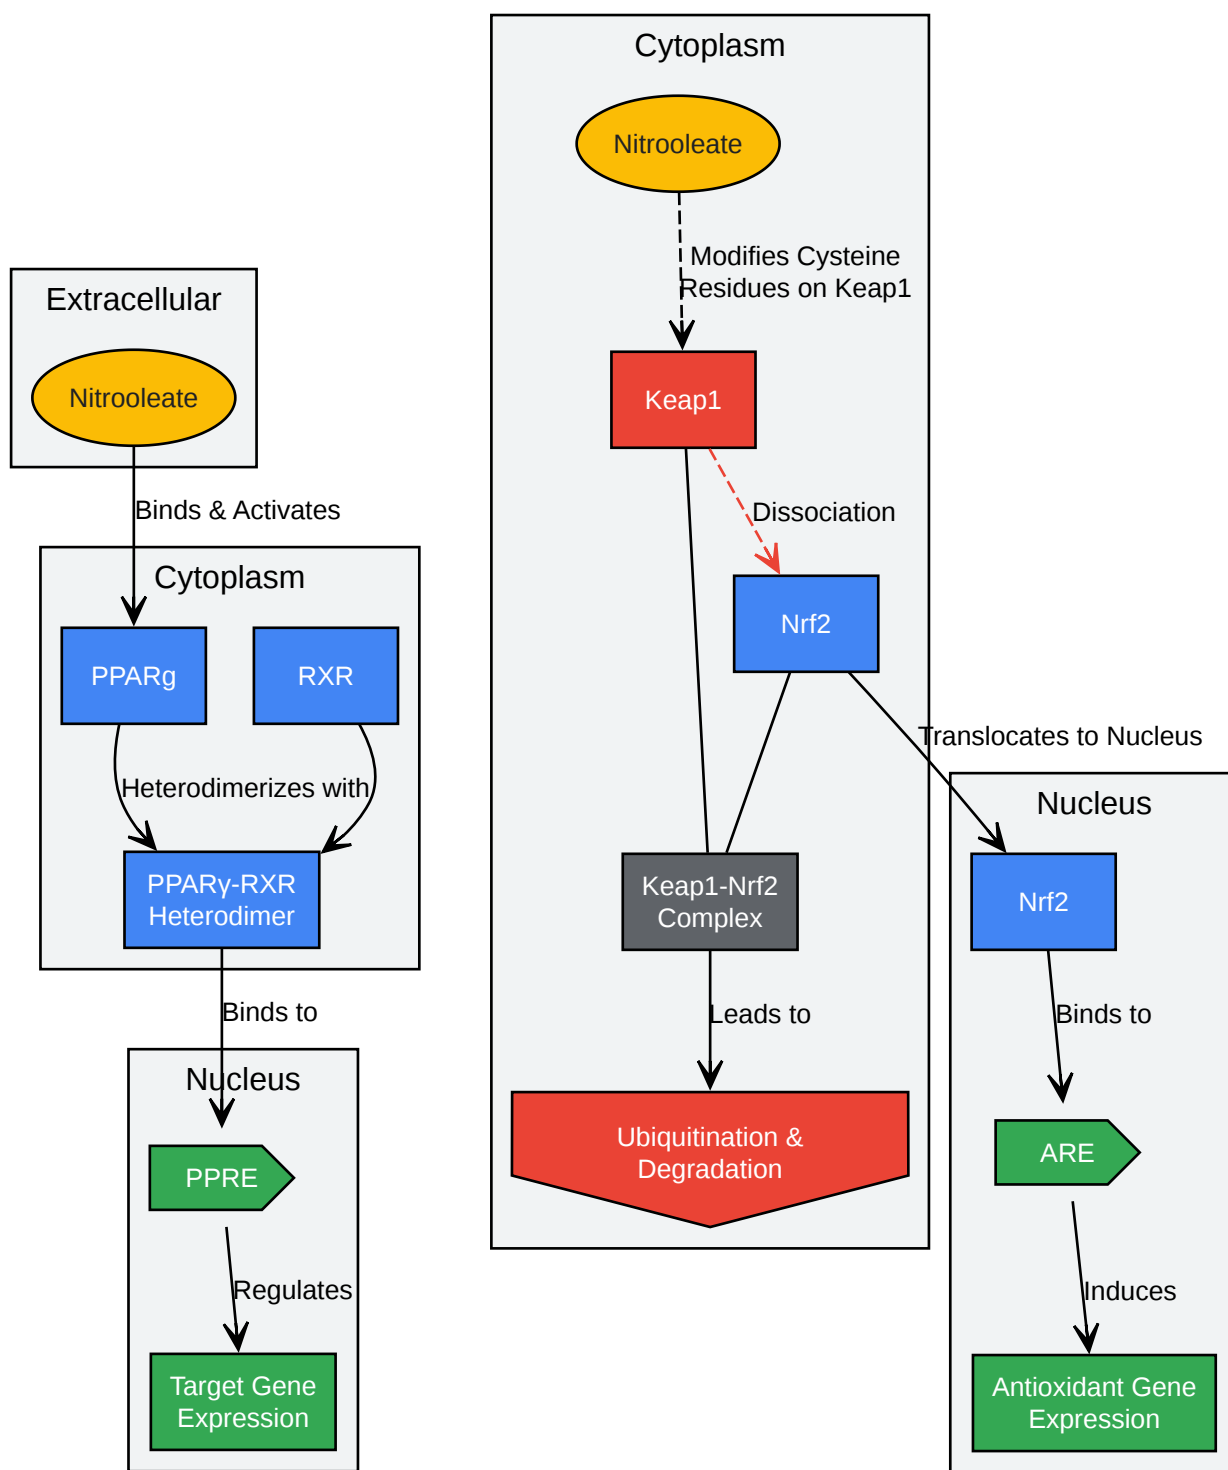 Extracellular
Nitrooleate
Binds & Activates
Cytoplasm
PPARg
RXR
Heterodimerizes with
PPARγ-RXR
Heterodimer
Binds to
Nucleus
PPRE
Regulates
Target Gene
Expression
Cytoplasm
Nitrooleate
Modifies Cysteine
Residues on Keap1
Keap1
Dissociation
Nrf2
Keap1-Nrf2
Complex
Leads to
Ubiquitination &
Degradation
Translocates to Nucleus
Nucleus
Nrf2
Binds to
ARE
Induces
Antioxidant Gene
Expression